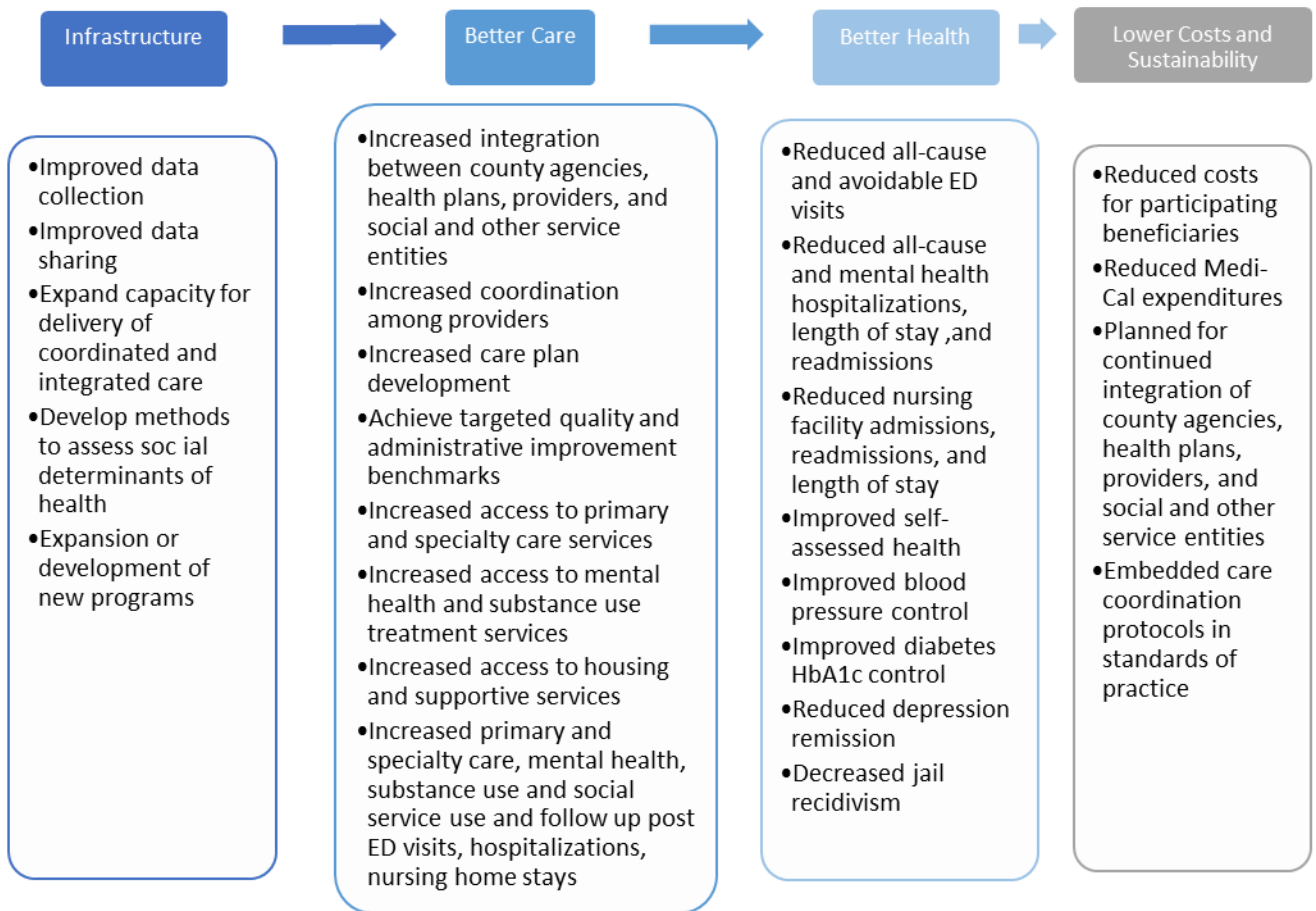 Infrastructure
Better Care
Better Health
Lower Costs and
Sustainability
•Improved data
collection
•Improved data
sharing
•Expand capacity for
delivery of
coordinated and
integrated care
•Develop methods
to assess soc ial
determinants of
health
•Expansion or
development of
new programs
•Increased integration
between county agencies,
health plans, providers, and
social and other service
entities
•Increased coordination
among providers
•Increased care plan
development
•Achieve targeted quality and
administrative improvement
benchmarks
•Increased access to primary
and specialty care services
•Increased access to mental
health and substance use
treatment services
•Increased access to housing
and supportive services
•Increased primary and
specialty care, mental health,
substance use and social
service use and follow up post
ED visits, hospitalizations,
nursing home stays
•Reduced all-cause
and avoidable ED
visits
•Reduced all-cause
and mental health
hospitalizations,
length of stay ,and
readmissions
•Reduced nursing
facility admissions,
readmissions, and
length of stay
•Improved self-
assessed health
•Improved blood
pressure control
•Improved diabetes
HbA1c control
•Reduced depression
remission
•Decreased jail
recidivism
•Reduced costs
for participating
beneficiaries
•Reduced Medi-
Cal expenditures
•Planned for
continued
integration of
county agencies,
health plans,
providers, and
social and other
service entities
•Embedded care
coordination
protocols in
standards of
practice